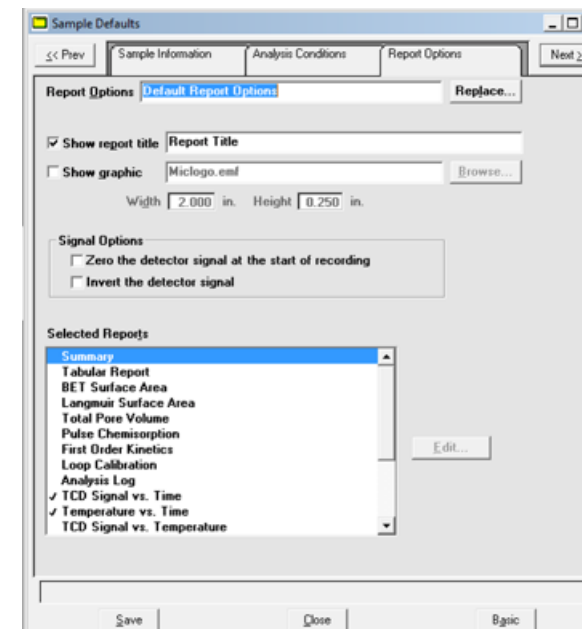 Sample Defaults
<< Prev Sample Information Analysis Conditions Report Options Next >
Report Options Default Report Options Replace...
Show report title Report Title
Show graphic Miclogo.emf Browse...
Width 2.000 in. Height 0.250 in.
Signal Options
Zero the detector signal at the start of recording
Invert the detector signal
Selected Reports
Summary
Tabular Report
BET Surface Area
Langmuir Surface Area
Total Pore Volume
Pulse Chemisorption
First Order Kinetics
Edit...
Loop Calibration
Analysis Log
✓ TCD Signal vs. Time
✓ Temperature vs. Time
TCD Signal vs. Temperature
Save Close Basic